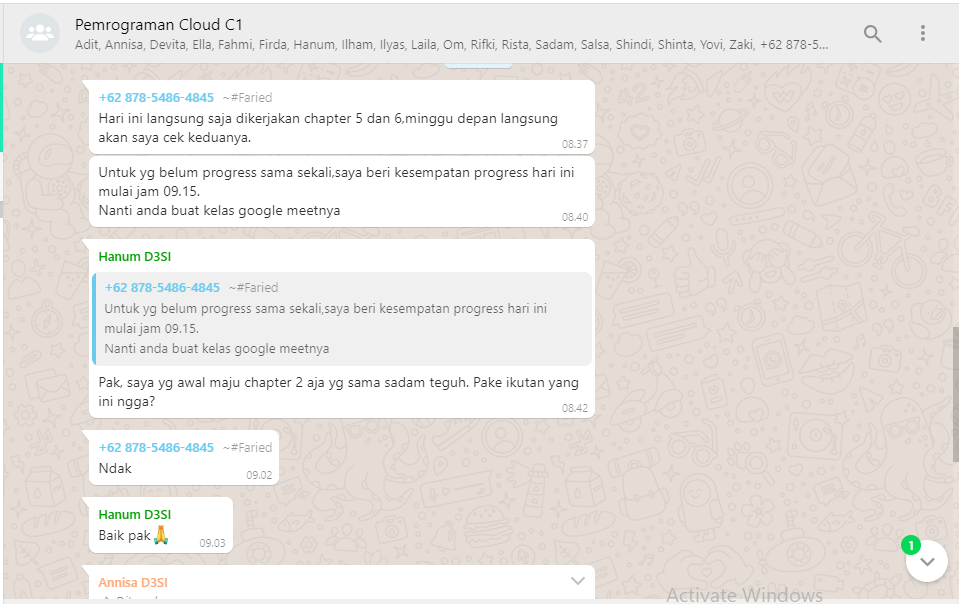 Pemrograman Cloud C1
Adit, Annisa, Devita, Ella, Fahmi, Firda, Hanum, Ilham, Ilyas, Laila, Om, Rifki, Rista, Sadam, Salsa, Shindi, Shinta, Yovi, Zaki, +62 878-5...
+62 878-5486-4845 ~#Faried
Hari ini langsung saja dikerjakan chapter 5 dan 6,minggu depan langsung
akan saya cek keduanya.
08.37
Untuk yg belum progress sama sekali,saya beri kesempatan progress hari ini
mulai jam 09.15.
Nanti anda buat kelas google meetnya
08.40
Hanum D3SI
+62 878-5486-4845 ~#Faried
Untuk yg belum progress sama sekali,saya beri kesempatan progress hari ini
mulai jam 09.15.
Nanti anda buat kelas google meetnya
Pak, saya yg awal maju chapter 2 aja yg sama sadam teguh. Pake ikutan yang
ini ngga?
08.42
+62 878-5486-4845 ~#Faried
Ndak
09.02
Hanum D3SI
Baik pak🙏
09.03
1
Annisa D3SI
Activate Windows